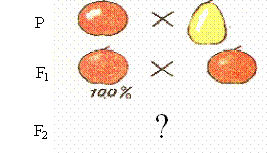 P ×
F₁ ×
100%
F₂ ?